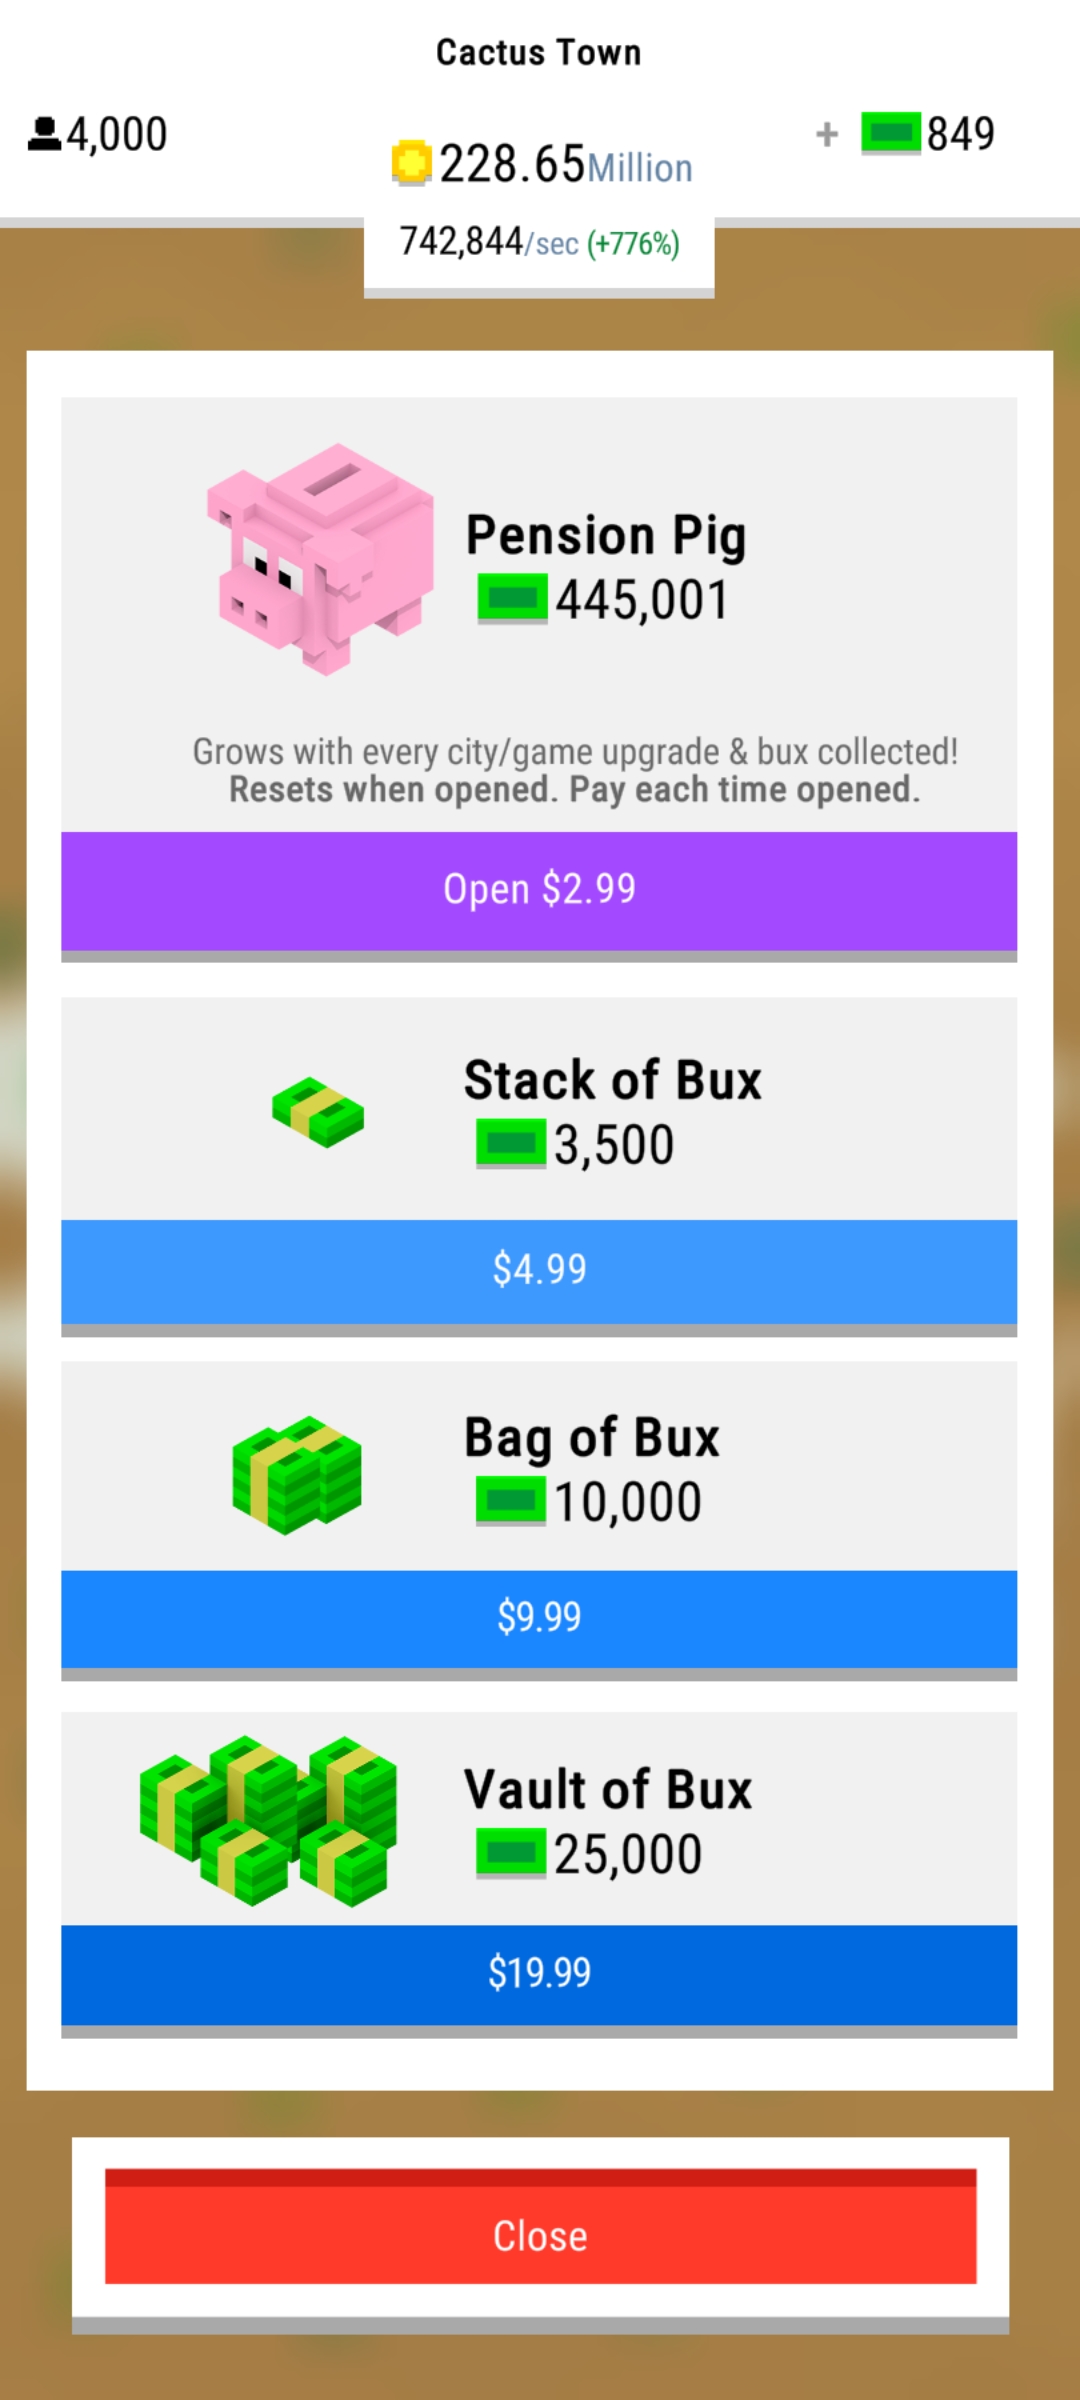 Cactus Town
4,000
228.65Million
+ 849
742,844/sec (+776%)
Pension Pig
445,001
Grows with every city/game upgrade & bux collected!
Resets when opened. Pay each time opened.
Open $2.99
Stack of Bux
3,500
$4.99
Bag of Bux
10,000
$9.99
Vault of Bux
25,000
$19.99
Close